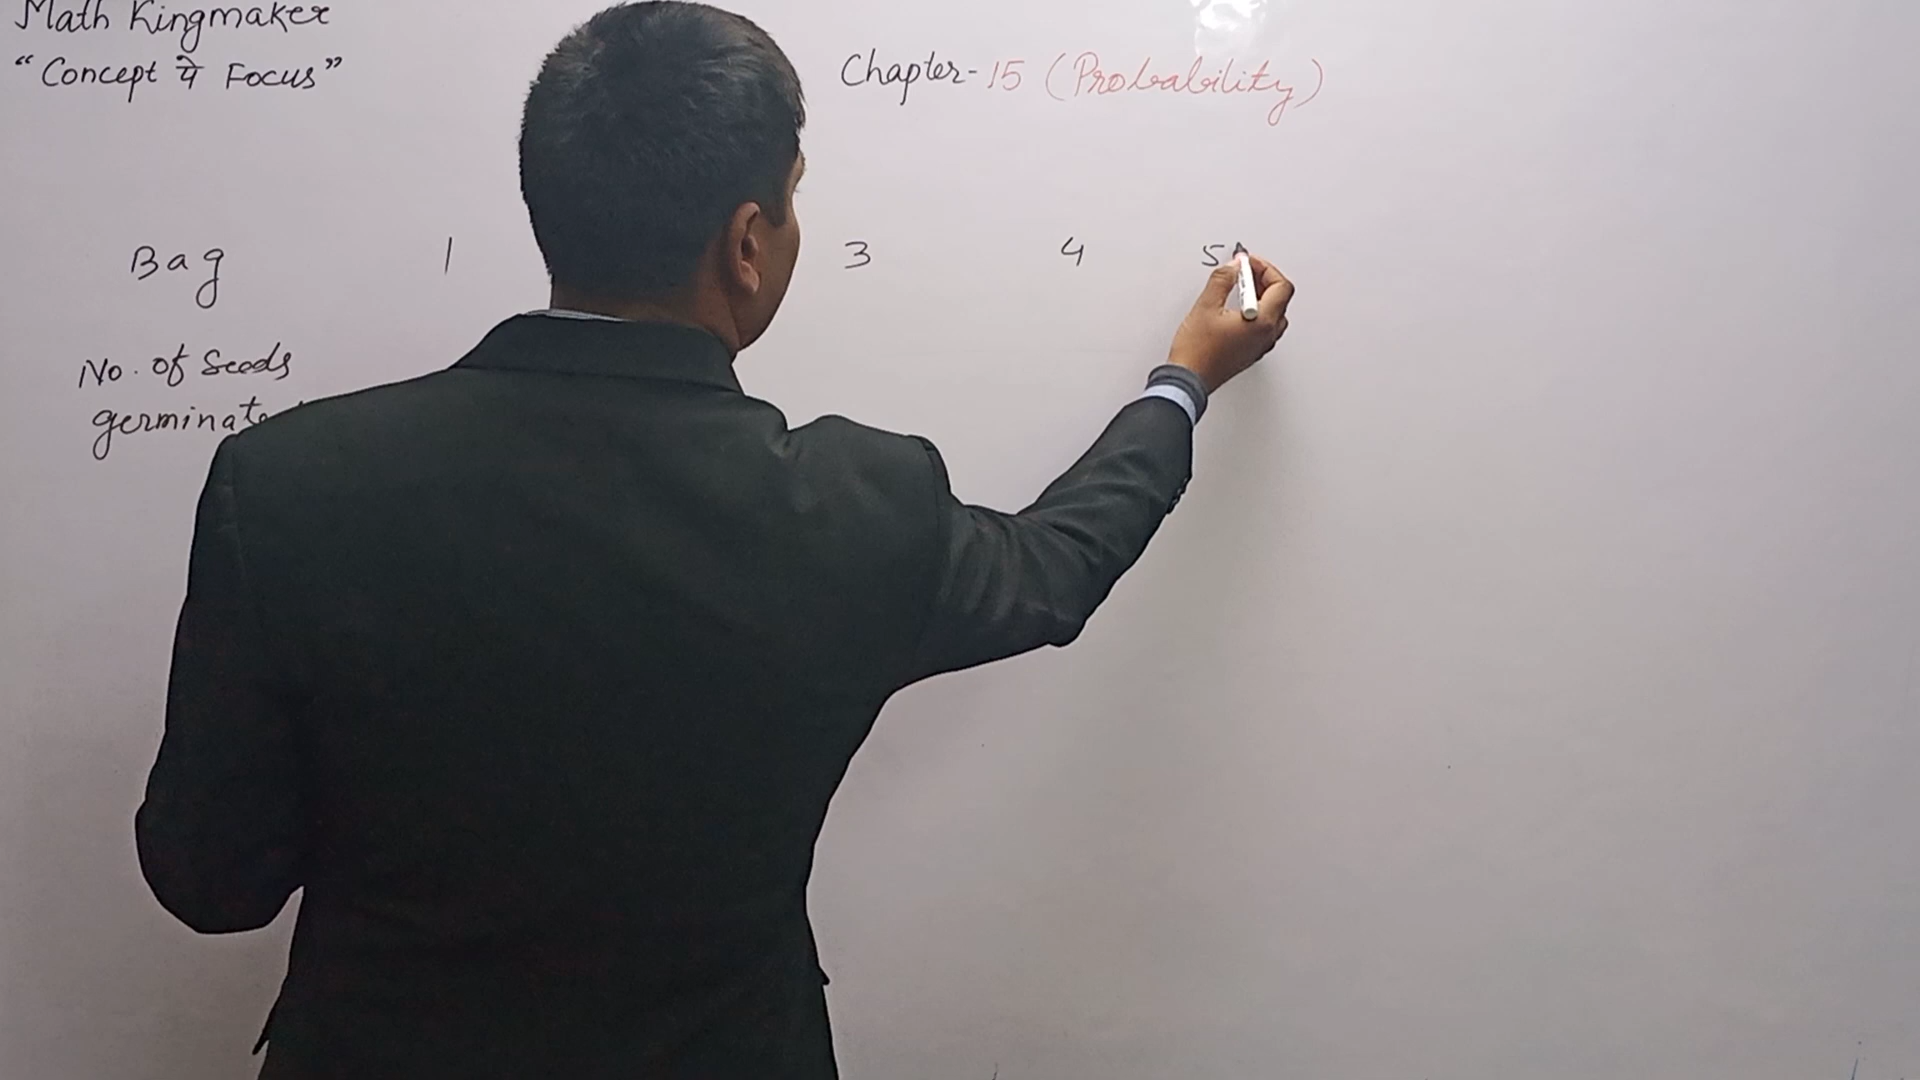 Math Kingmaker
"Concept पे Focus"
Chapter-15 (Probability)
Bag 1 3 4 5
No. of Seeds